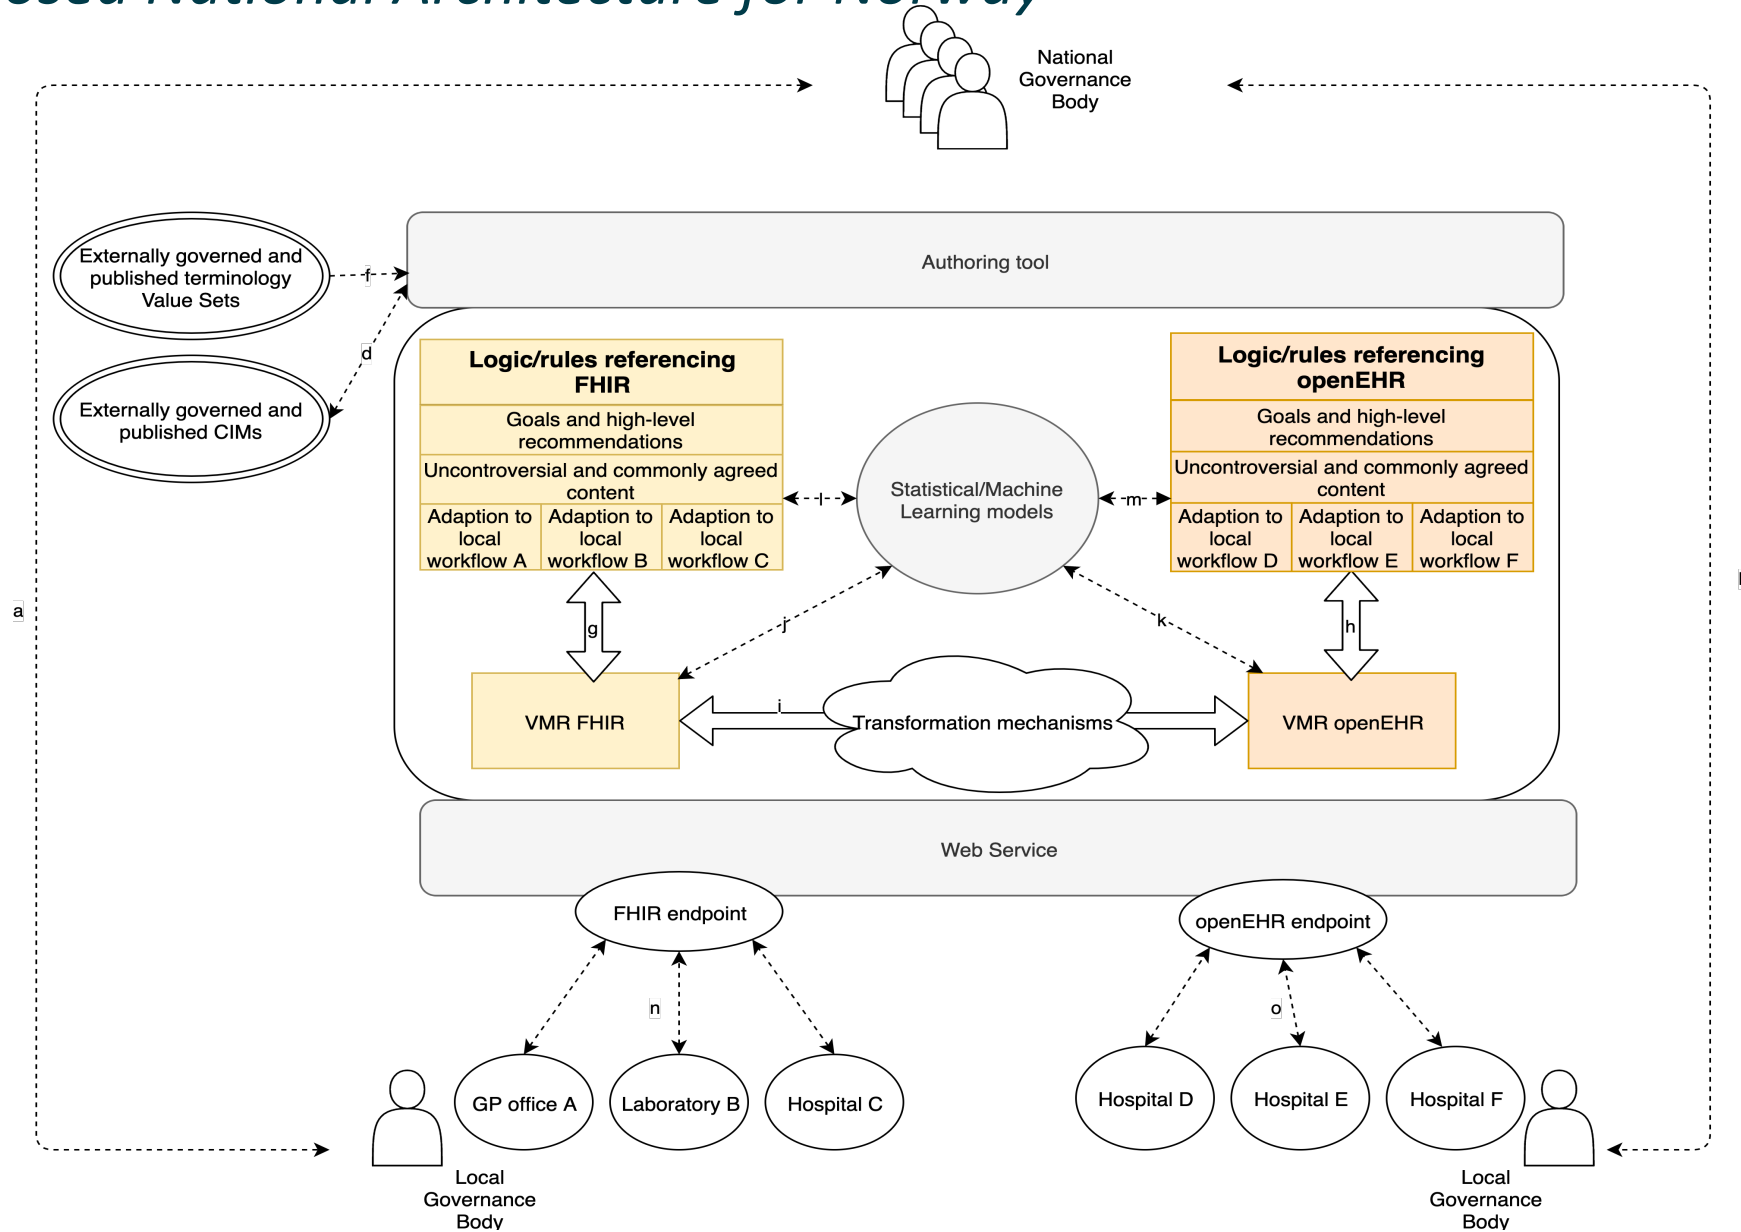 National Architecture for Norway
National
Governance
Body
Externally governed and
published terminology
Value Sets
f
Authoring tool
d
Externally governed and
published CIMs
Logic/rules referencing
FHIR
Goals and high-level
recommendations
Uncontroversial and commonly agreed
content
Adaption to
local
workflow A
Adaption to
local
workflow B
Adaption to
local
workflow C
l
Statistical/Machine
Learning models
m
Logic/rules referencing
openEHR
Goals and high-level
recommendations
Uncontroversial and commonly agreed
content
Adaption to
local
workflow D
Adaption to
local
workflow E
Adaption to
local
workflow F
a
g
j
k
h
VMR FHIR
i
Transformation mechanisms
VMR openEHR
Web Service
FHIR endpoint
openEHR endpoint
n
o
GP office A
Laboratory B
Hospital C
Hospital D
Hospital E
Hospital F
Local
Governance
Body
Local
Governance
Body